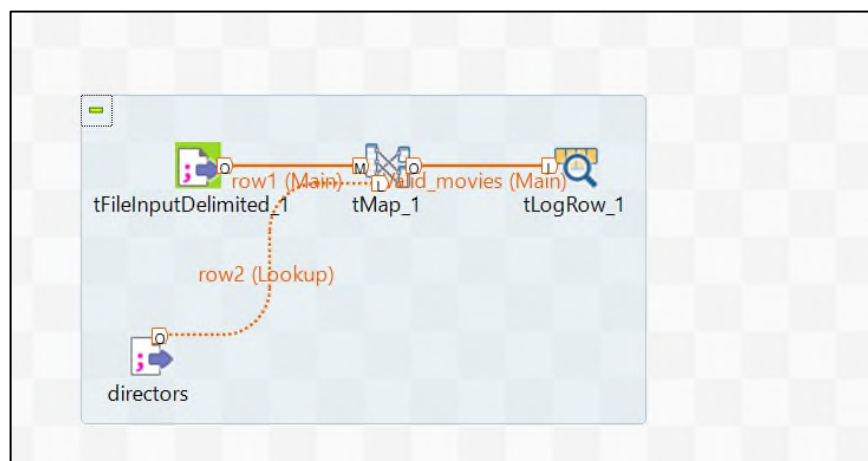 O
row1 (Main)
M
L
O
Valid_movies (Main)
I
tFileInputDelimited_1
tMap_1
tLogRow_1
row2 (Lookup)
O
directors